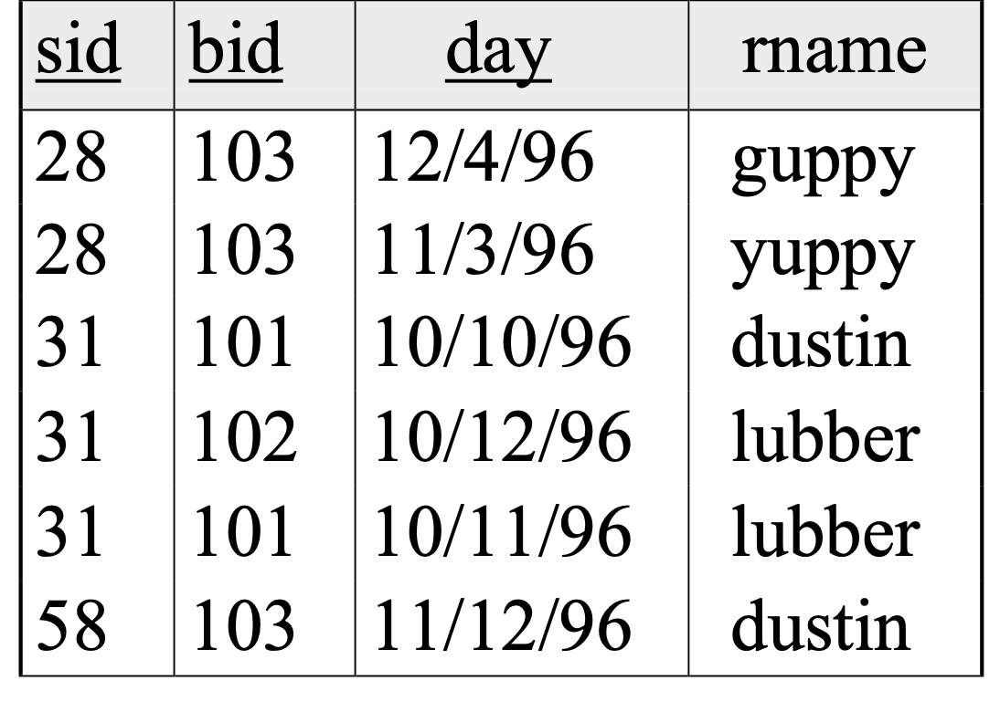 sid bid day rname
28 103 12/4/96 guppy
28 103 11/3/96 yuppy
31 101 10/10/96 dustin
31 102 10/12/96 lubber
31 101 10/11/96 lubber
58 103 11/12/96 dustin